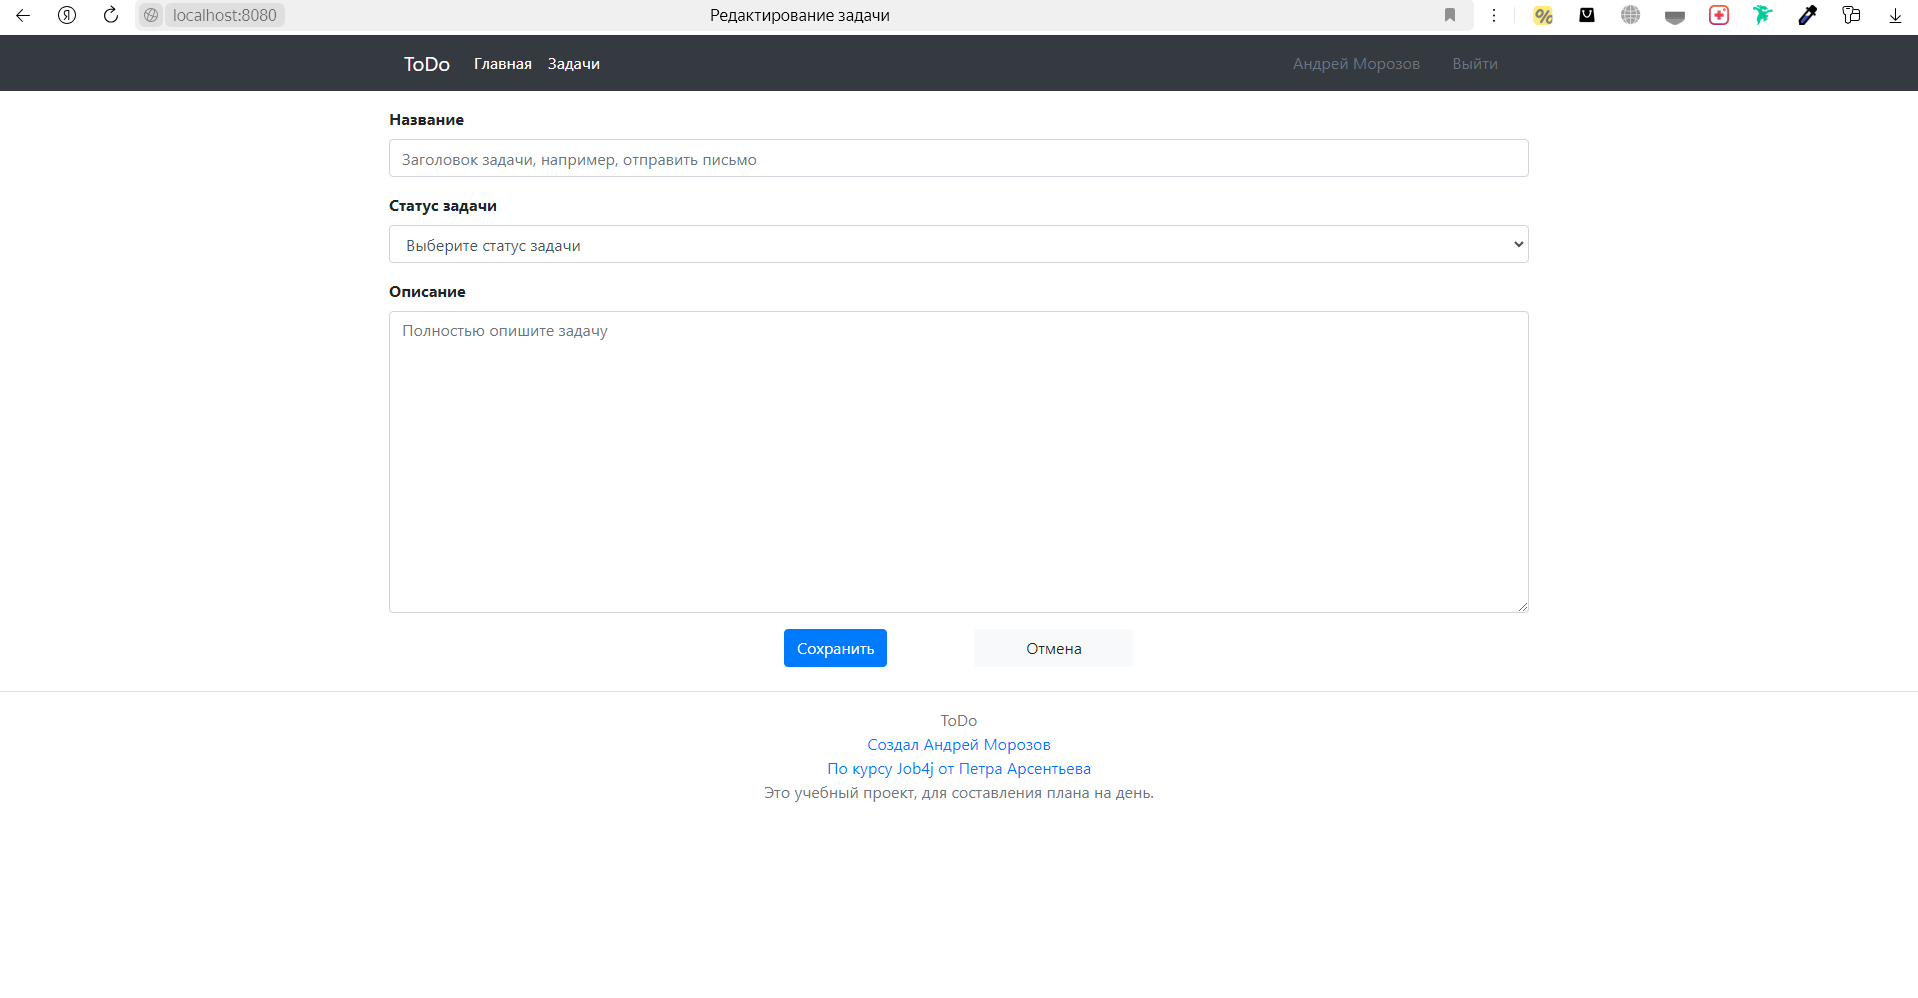 localhost:8080 Редактирование задачи
ToDo Главная Задачи Андрей Морозов Выйти
Название
Заголовок задачи, например, отправить письмо
Статус задачи
Выберите статус задачи
Описание
Полностью опишите задачу
Сохранить Отмена
ToDo
Создал Андрей Морозов
По курсу Job4j от Петра Арсентьева
Это учебный проект, для составления плана на день.